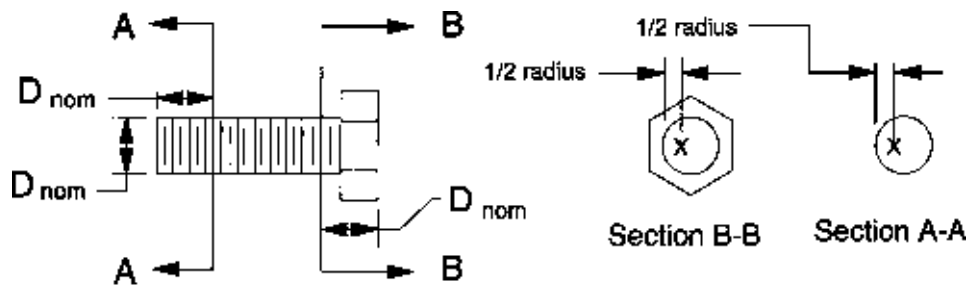 A
B
1/2 radius
1/2 radius
D nom
D nom
D nom
x
x
Section B-B
Section A-A
A
B